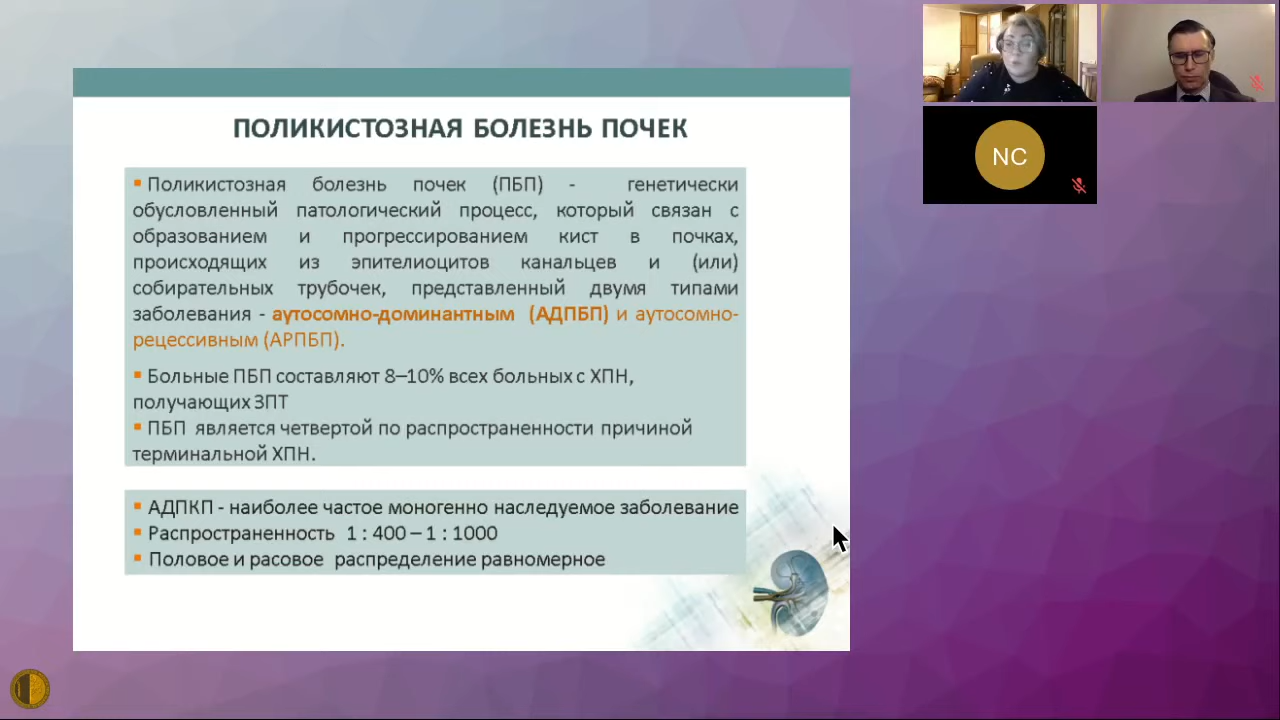 ПОЛИКИСТОЗНАЯ БОЛЕЗНЬ ПОЧЕК
Поликистозная болезнь почек (ПБП) - генетически
обусловленный патологический процесс, который связан с
образованием и прогрессированием кист в почках,
происходящих из эпителиоцитов канальцев и (или)
собирательных трубочек, представленный двумя типами
заболевания - аутосомно-доминантным (АДПБП) и аутосомно-
рецессивным (АРПБП).
Больные ПБП составляют 8–10% всех больных с ХПН,
получающих ЗПТ
ПБП является четвертой по распространенности причиной
терминальной ХПН.
АДПКП - наиболее частое моногенно наследуемое заболевание
Распространенность 1 : 400 – 1 : 1000
Половое и расовое распределение равномерное
NC